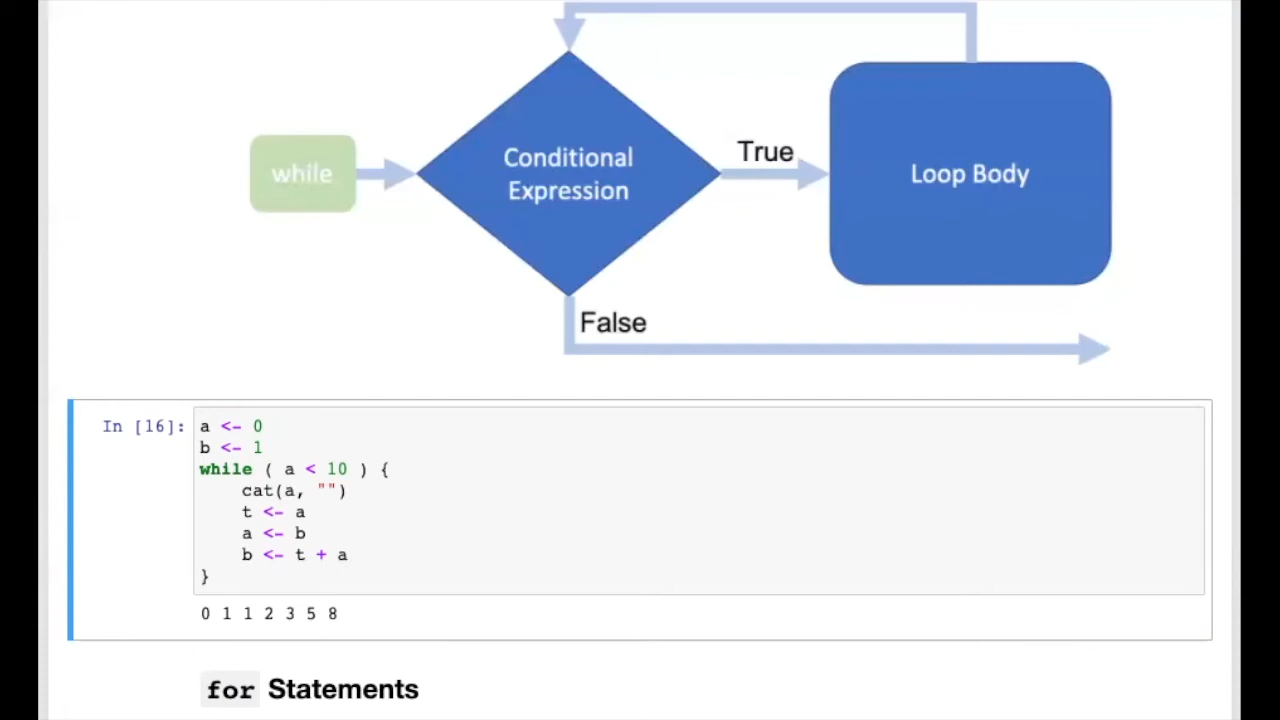 while
Conditional
Expression
True
Loop Body
False
In [16]:
a <- 0
b <- 1
while ( a < 10 ) {
    cat(a, "")
    t <- a
    a <- b
    b <- t + a
}
0 1 1 2 3 5 8
for Statements